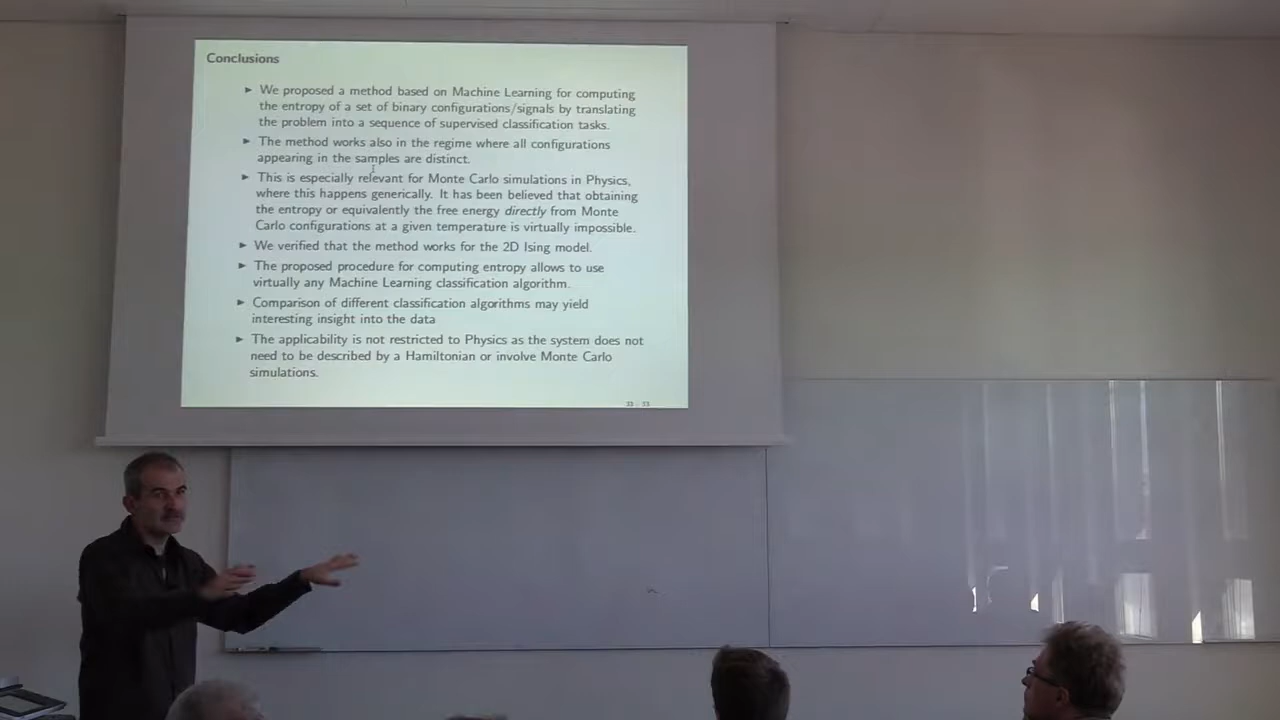 Conclusions
► We proposed a method based on Machine Learning for computing
the entropy of a set of binary configurations/signals by translating
the problem into a sequence of supervised classification tasks.
► The method works also in the regime where all configurations
appearing in the samples are distinct.
► This is especially relevant for Monte Carlo simulations in Physics,
where this happens generically. It has been believed that obtaining
the entropy or equivalently the free energy directly from Monte
Carlo configurations at a given temperature is virtually impossible.
► We verified that the method works for the 2D Ising model.
► The proposed procedure for computing entropy allows to use
virtually any Machine Learning classification algorithm.
► Comparison of different classification algorithms may yield
interesting insight into the data
► The applicability is not restricted to Physics as the system does not
need to be described by a Hamiltonian or involve Monte Carlo
simulations.